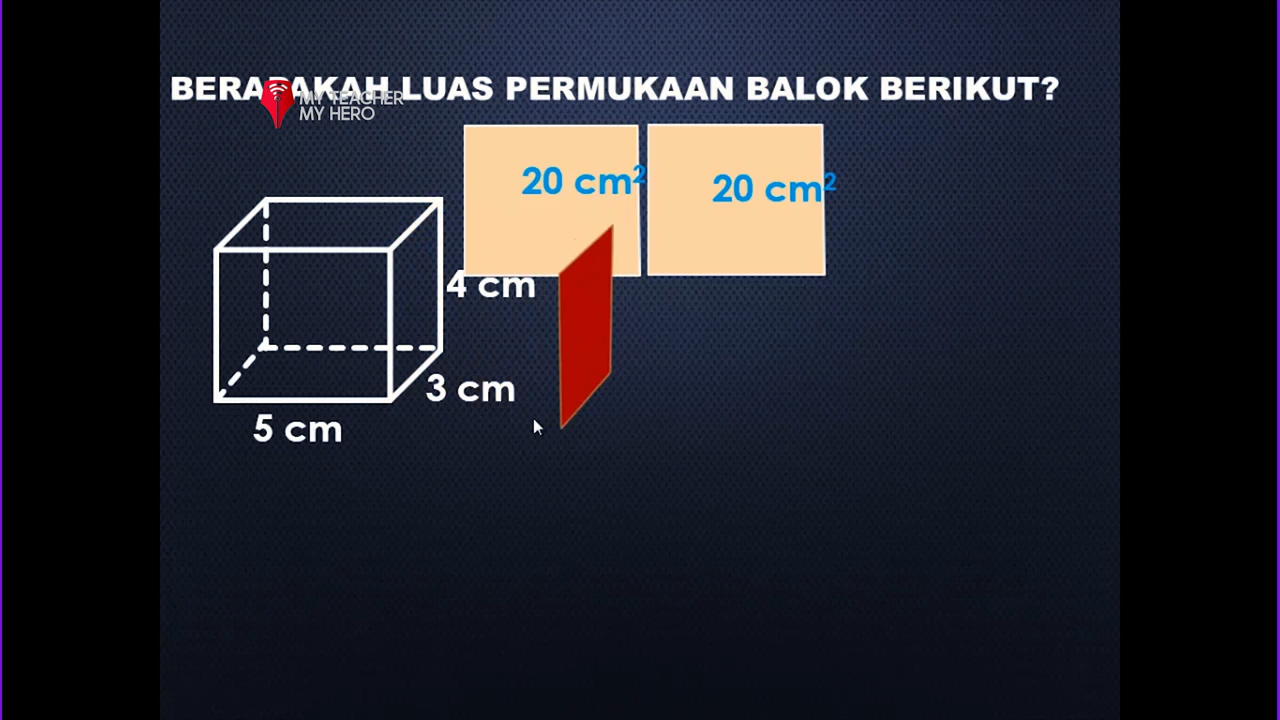 BERAPAKAH LUAS PERMUKAAN BALOK BERIKUT?
MY TEACHER
MY HERO
20 cm²
20 cm²
4 cm
3 cm
5 cm